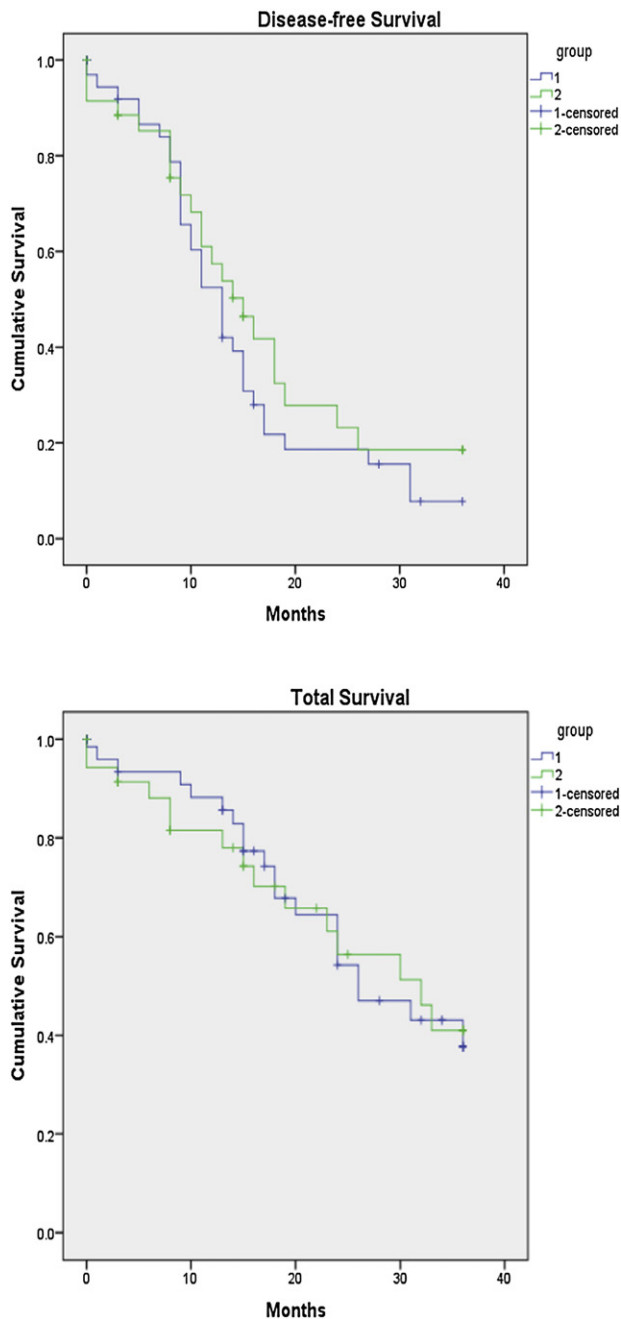 Disease-free Survival
group
1
2
1-censored
2-censored
1.0
0.8
0.6
0.4
0.2
0.0
Cumulative Survival
0 10 20 30 40
Months
Total Survival
group
1
2
1-censored
2-censored
1.0
0.8
0.6
0.4
0.2
0.0
Cumulative Survival
0 10 20 30 40
Months